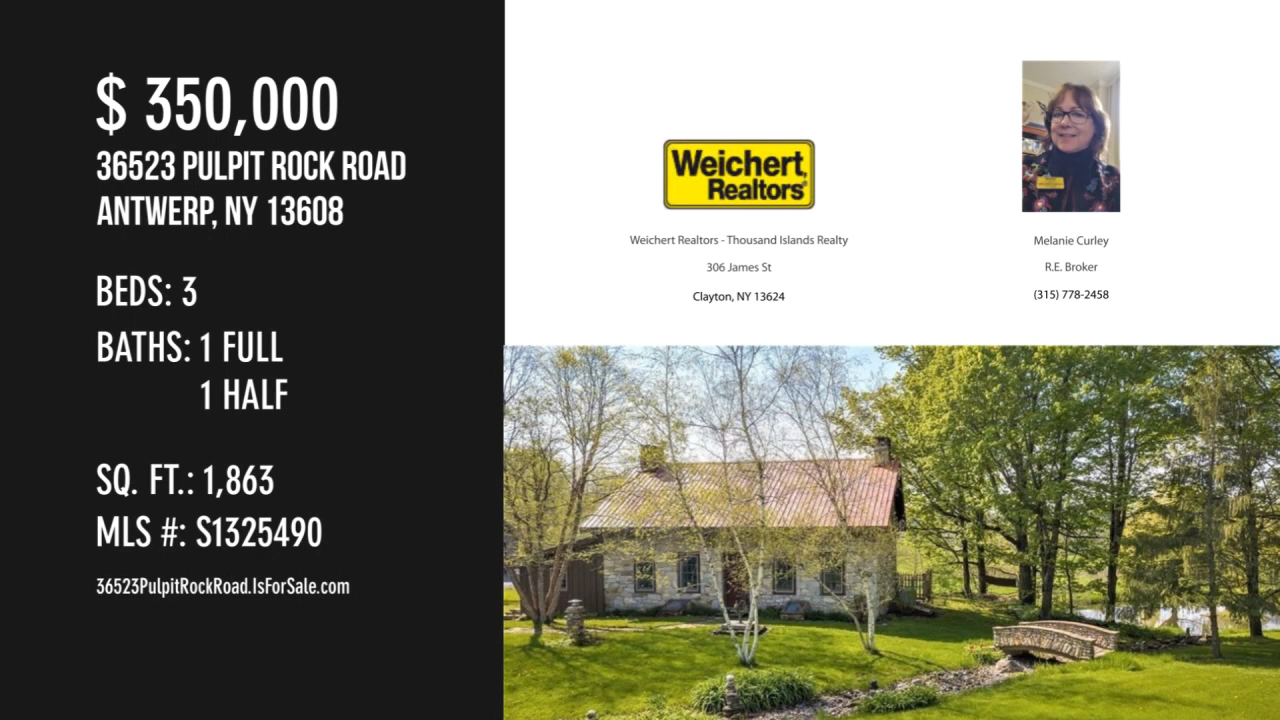 $ 350,000
36523 PULPIT ROCK ROAD
ANTWERP, NY 13608
BEDS: 3
BATHS: 1 FULL
1 HALF
SQ. FT.: 1,863
MLS #: S1325490
36523PulpitRockRoad.IsForSale.com
Weichert,
Realtors®
Weichert Realtors - Thousand Islands Realty
306 James St
Clayton, NY 13624
Melanie Curley
R.E. Broker
(315) 778-2458